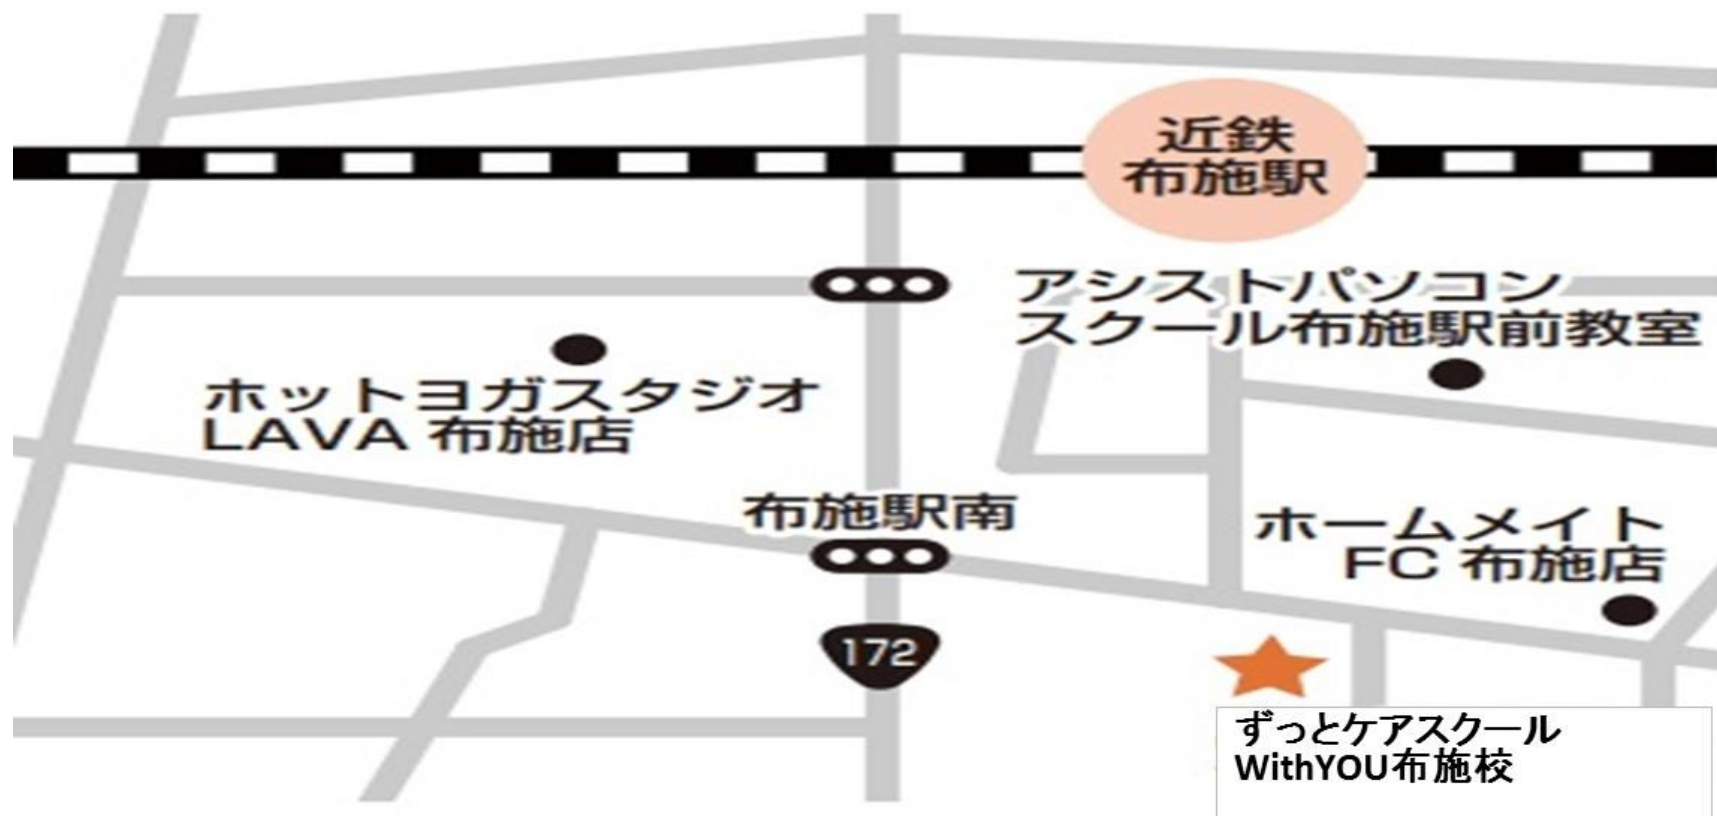 近鉄
布施駅
アシストパソコン
スクール布施駅前教室
ホットヨガスタジオ
LAVA 布施店
布施駅南
ホームメイト
FC 布施店
172
ずっとケアスクール
WithYOU布施校